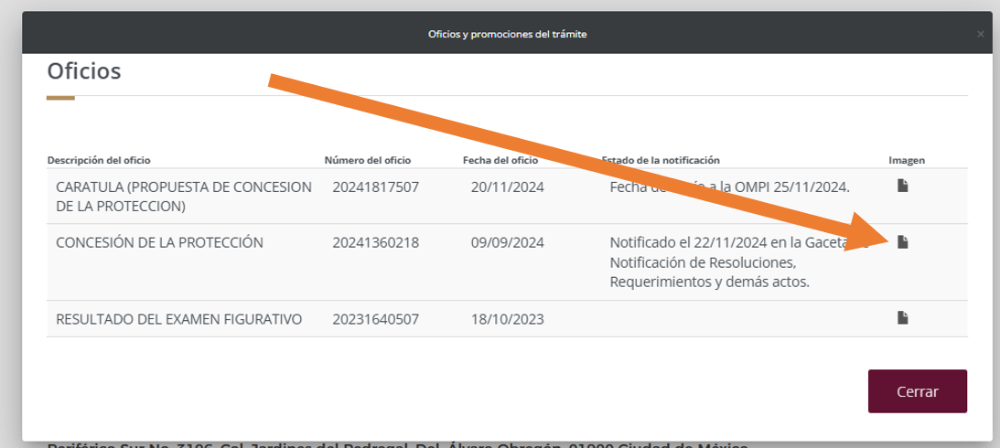 Oficios y promociones del trámite
×
Oficios
Descripción del oficio Número del oficio Fecha del oficio Estado de la notificación Imagen
CARATULA (PROPUESTA DE CONCESION 20241817507 20/11/2024 Fecha de a la OMPI 25/11/2024.
DE LA PROTECCION)
CONCESIÓN DE LA PROTECCIÓN 20241360218 09/09/2024 Notificado el 22/11/2024 en la Gaceta
Notificación de Resoluciones,
Requerimientos y demás actos.
RESULTADO DEL EXAMEN FIGURATIVO 20231640507 18/10/2023
Cerrar
Periférico Sur No. 3106, Col. Jardines del Pedregal, Del. Álvaro Obregón, 01900 Ciudad de México